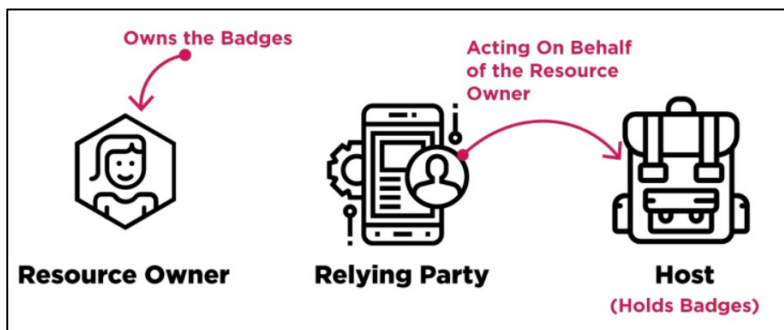 Owns the Badges
Acting On Behalf
of the Resource
Owner
Resource Owner
Relying Party
Host
(Holds Badges)